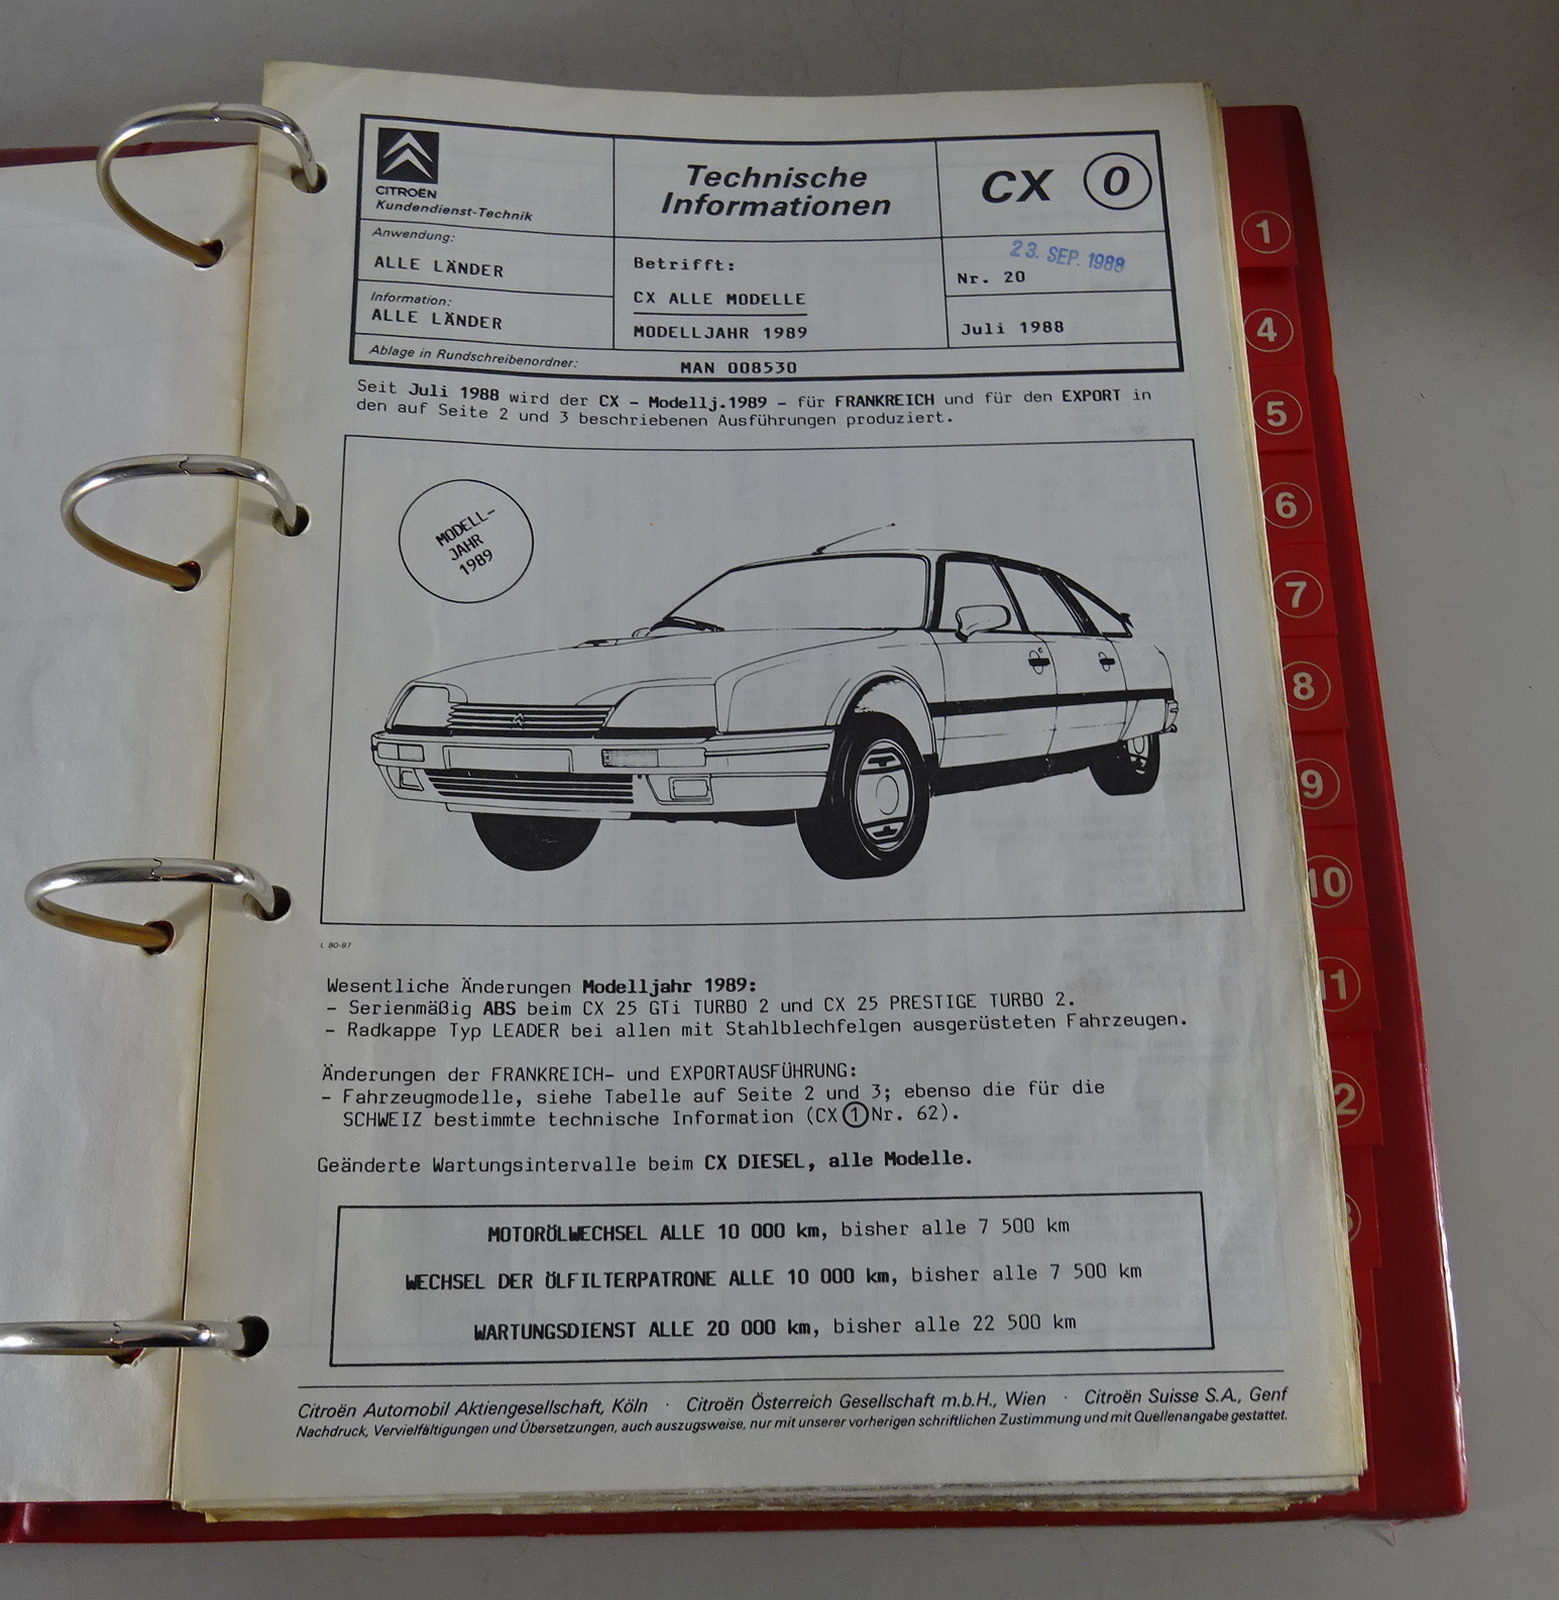 CITROËN
Kundendienst-Technik
Technische
Informationen
CX 0
Anwendung:
ALLE LÄNDER
Information:
ALLE LÄNDER
Betrifft:
CX ALLE MODELLE
MODELLJAHR 1989
23. SEP. 1988
Nr. 20
Juli 1988
Ablage in Rundschreibenordner:
MAN 008530
Seit Juli 1988 wird der CX - Modellj.1989 - für FRANKREICH und für den EXPORT in
den auf Seite 2 und 3 beschriebenen Ausführungen produziert.
MODELL-
JAHR
1989
L 80-97
Wesentliche Änderungen Modelljahr 1989:
- Serienmäßig ABS beim CX 25 GTi TURBO 2 und CX 25 PRESTIGE TURBO 2.
- Radkappe Typ LEADER bei allen mit Stahlblechfelgen ausgerüsteten Fahrzeugen.
Änderungen der FRANKREICH- und EXPORTAUSFÜHRUNG:
- Fahrzeugmodelle, siehe Tabelle auf Seite 2 und 3; ebenso die für die
SCHWEIZ bestimmte technische Information (CX 1 Nr. 62).
Geänderte Wartungsintervalle beim CX DIESEL, alle Modelle.
MOTORÖLWECHSEL ALLE 10 000 km, bisher alle 7 500 km
WECHSEL DER ÖLFILTERPATRONE ALLE 10 000 km, bisher alle 7 500 km
WARTUNGSDIENST ALLE 20 000 km, bisher alle 22 500 km
Citroën Automobil Aktiengesellschaft, Köln · Citroën Österreich Gesellschaft m.b.H., Wien · Citroën Suisse S.A., Genf
Nachdruck, Vervielfältigungen und Übersetzungen, auch auszugsweise, nur mit unserer vorherigen schriftlichen Zustimmung und mit Quellenangabe gestattet.
1
4
5
6
7
8
9
10
11
2